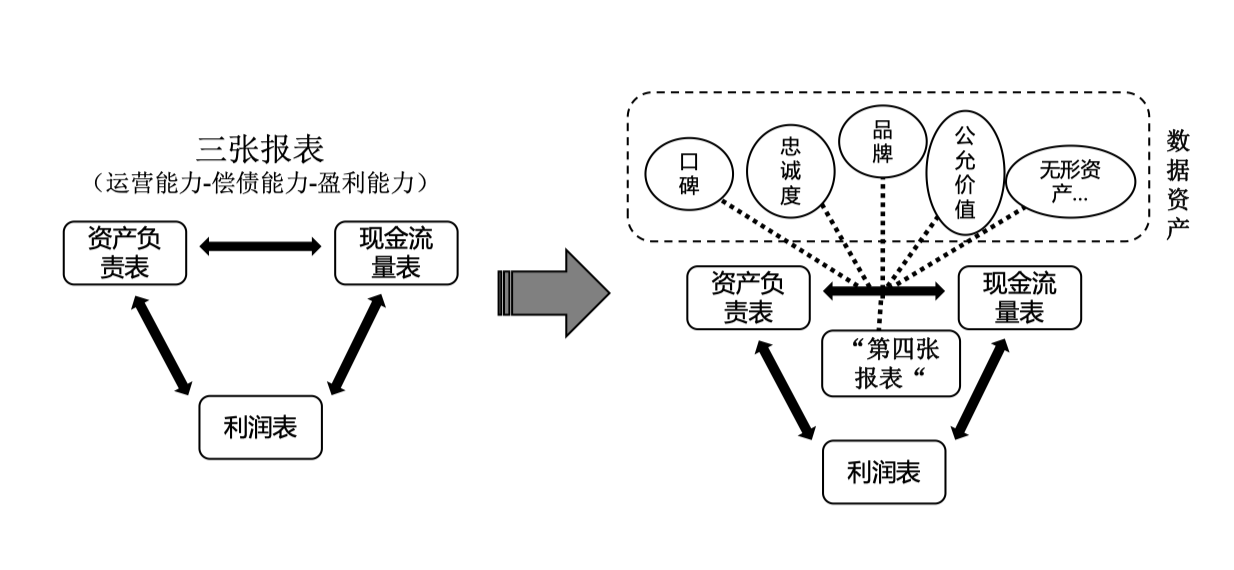 三张报表
（运营能力-偿债能力-盈利能力）
资产负
责表
现金流
量表
利润表
口
碑
忠
诚
度
品
牌
公
允
价
值
无形资
产...
数
据
资
产
资产负
责表
现金流
量表
“第四张
报表“
利润表